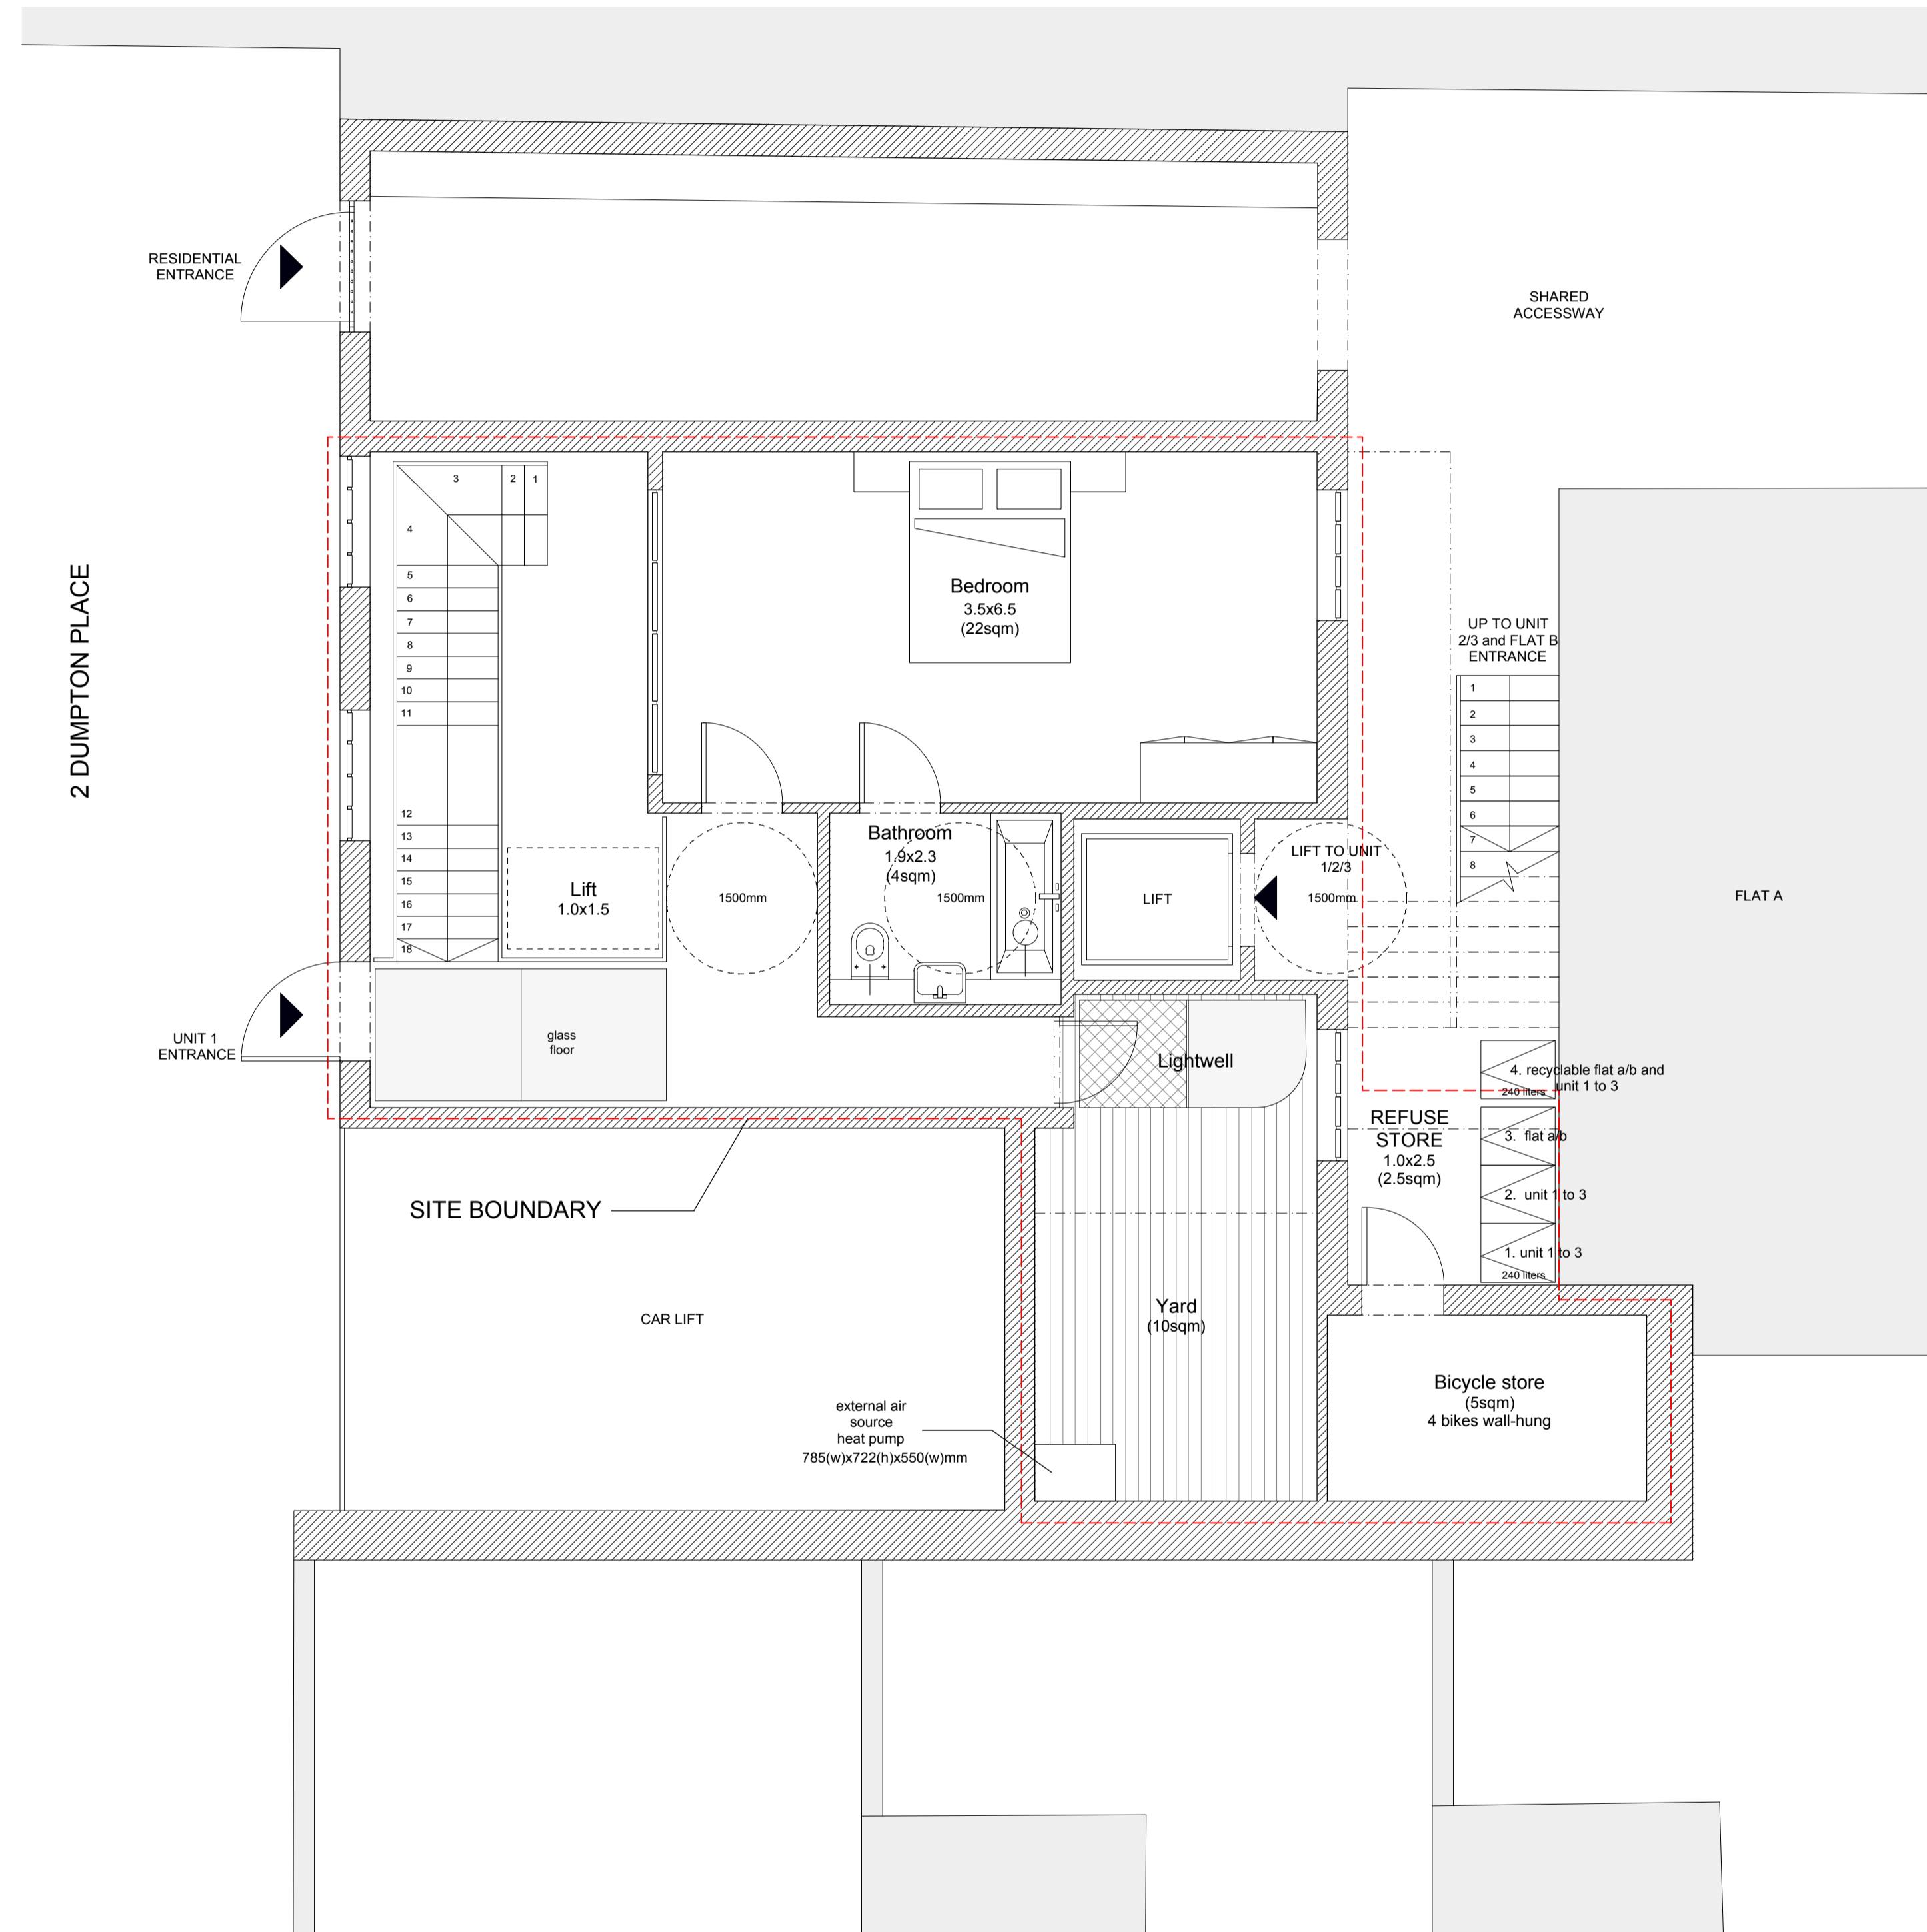 RESIDENTIAL
ENTRANCE
SHARED
ACCESSWAY
3
2
1
4
5
6
7
8
9
10
11
12
13
14
15
16
17
18
2 DUMPTON PLACE
Bedroom
3.5x6.5
(22sqm)
UP TO UNIT
2/3 and FLAT B
ENTRANCE
1
2
3
4
5
6
7
8
Bathroom
1.9x2.3
(4sqm)
1500mm
Lift
1.0x1.5
1500mm
LIFT
LIFT TO UNIT
1/2/3
1500mm
FLAT A
UNIT 1
ENTRANCE
glass
floor
Lightwell
4. recyclable flat a/b and
unit 1 to 3
240 liters
REFUSE
STORE
1.0x2.5
(2.5sqm)
3. flat a/b
2. unit 1 to 3
1. unit 1 to 3
240 liters
SITE BOUNDARY
CAR LIFT
Yard
(10sqm)
external air
source
heat pump
785(w)x722(h)x550(w)mm
Bicycle store
(5sqm)
4 bikes wall-hung